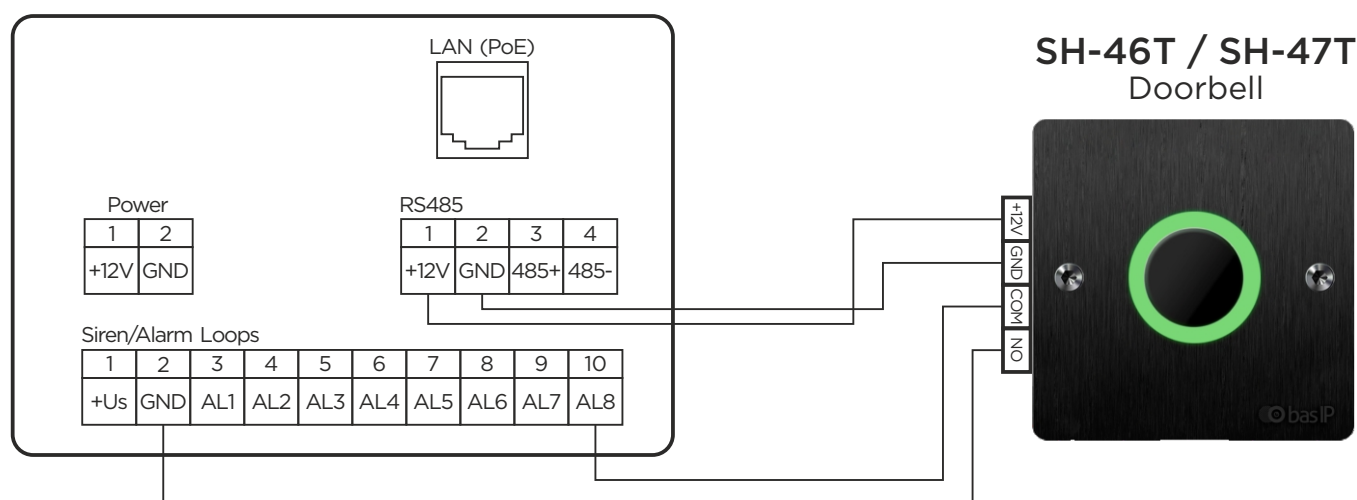 LAN (PoE)
SH-46T / SH-47T
Doorbell
Power
1 2
+12V GND
RS485
1 2 3 4
+12V GND 485+ 485-
+12V
GND
COM
NO
Siren/Alarm Loops
1 2 3 4 5 6 7 8 9 10
+Us GND AL1 AL2 AL3 AL4 AL5 AL6 AL7 AL8
bas IP